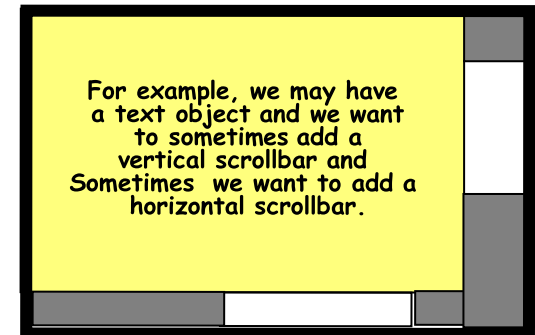 For example, we may have
a text object and we want
to sometimes add a
vertical scrollbar and
Sometimes we want to add a
horizontal scrollbar.